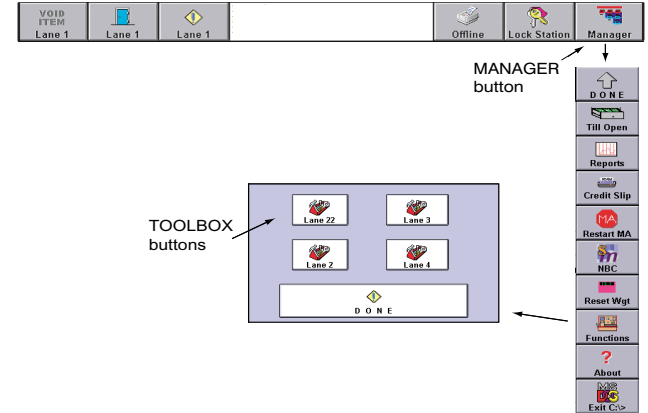 VOID
ITEM
Lane 1
Lane 1
Lane 1
Offline
Lock Station
Manager
MANAGER
button
DONE
Till Open
Reports
Credit Slip
MA
Restart MA
NBC
Reset Wgt
Functions
?
About
Exit C:\>
TOOLBOX
buttons
Lane 22
Lane 3
Lane 2
Lane 4
DONE